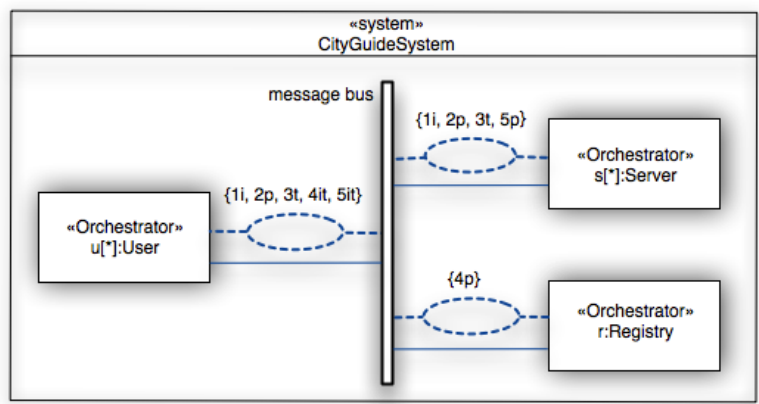 «system»
CityGuideSystem
message bus
{1i, 2p, 3t, 5p}
«Orchestrator»
s[*]:Server
{1i, 2p, 3t, 4it, 5it}
«Orchestrator»
u[*]:User
{4p}
«Orchestrator»
r:Registry